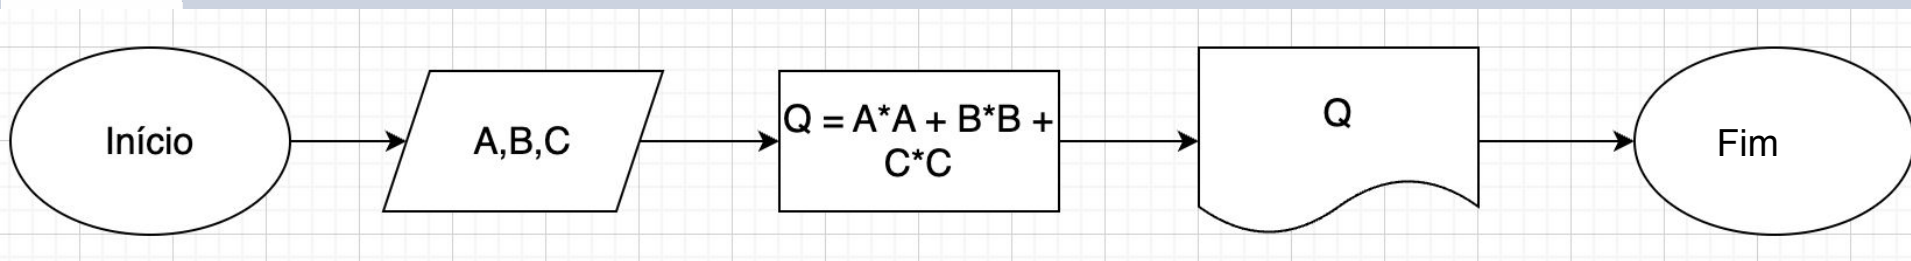 Início
A,B,C
Q = A*A + B*B +
C*C
Q
Fim